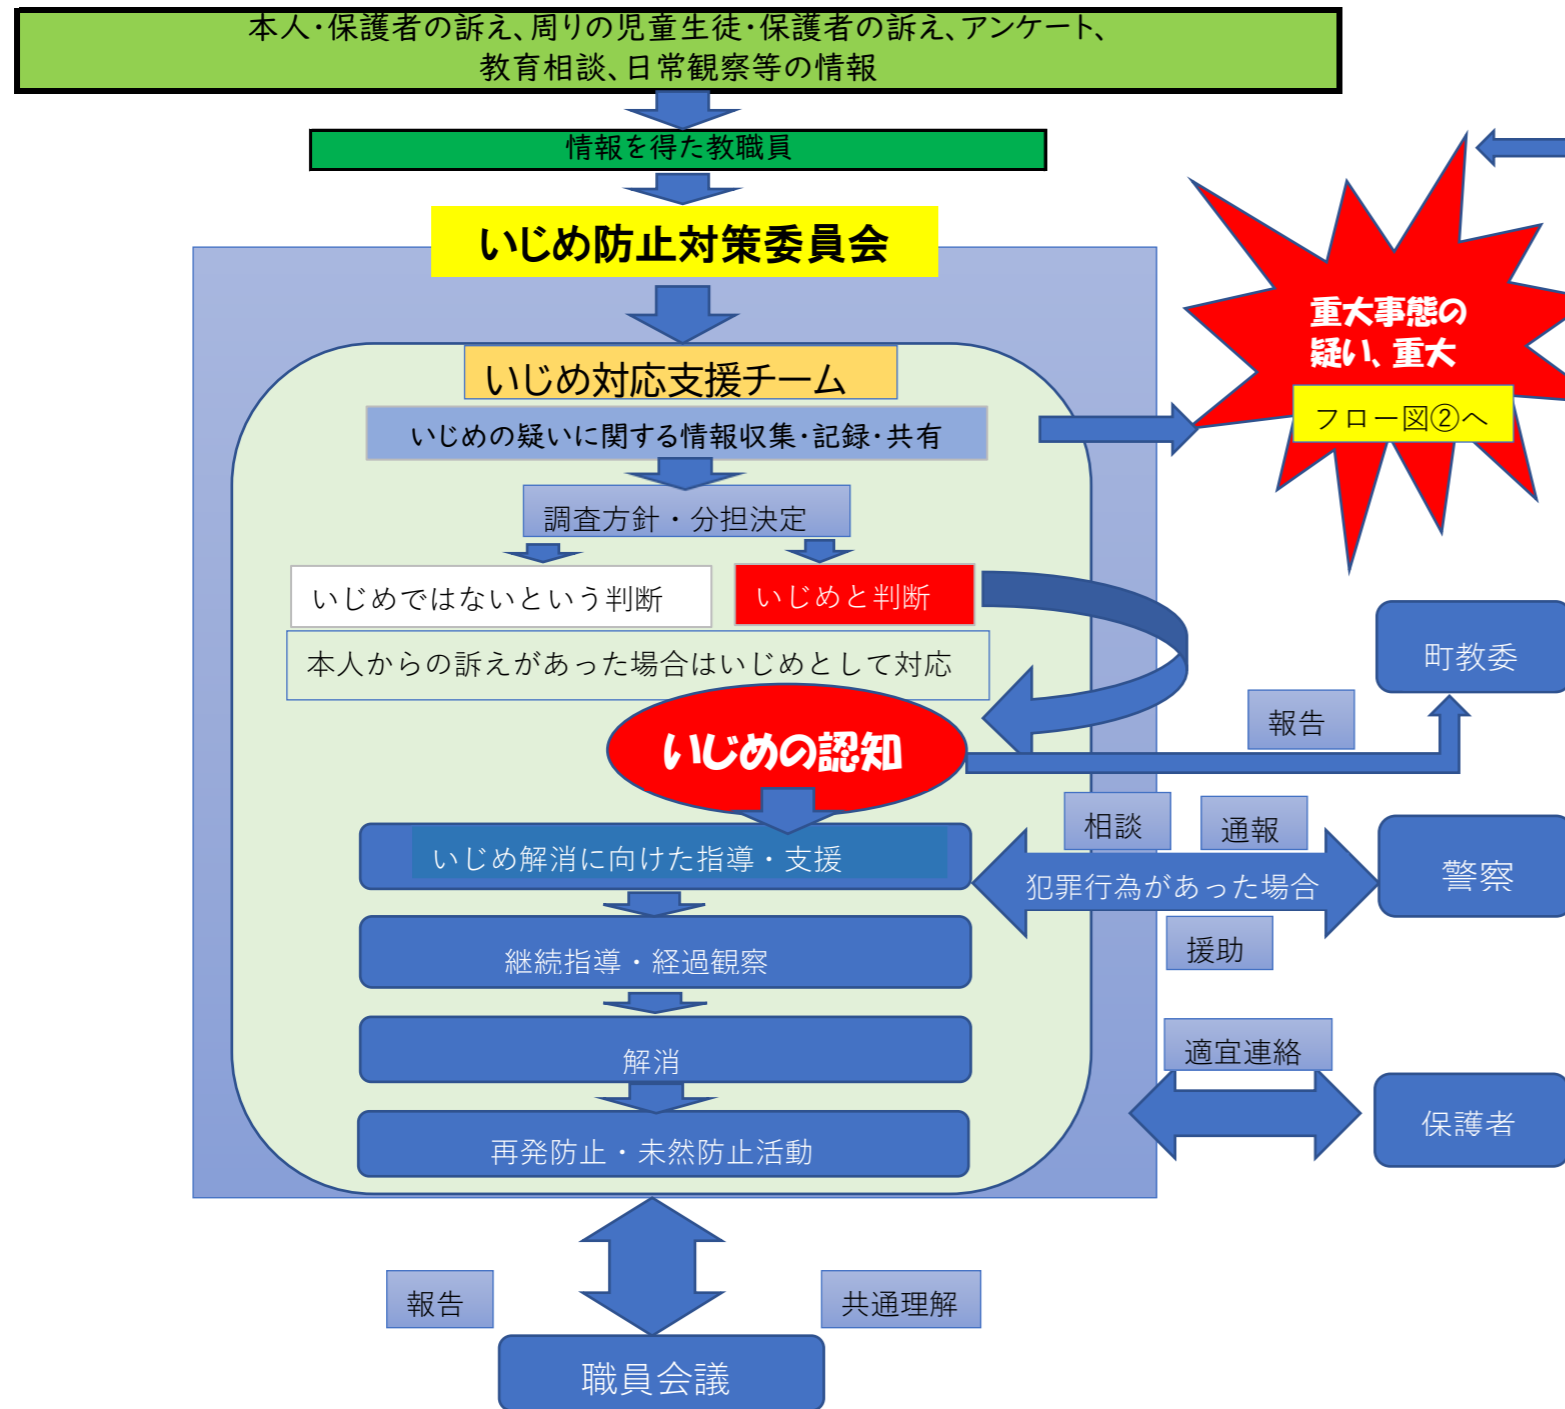 本人・保護者の訴え、周りの児童生徒・保護者の訴え、アンケート、
教育相談、日常観察等の情報
情報を得た教職員
いじめ防止対策委員会
いじめ対応支援チーム
いじめの疑いに関する情報収集・記録・共有
重大事態の
疑い、重大
フロー図②へ
調査方針・分担決定
いじめではないという判断
いじめと判断
本人からの訴えがあった場合はいじめとして対応
町教委
報告
いじめの認知
相談
通報
いじめ解消に向けた指導・支援
犯罪行為があった場合
警察
援助
継続指導・経過観察
解消
適宜連絡
保護者
再発防止・未然防止活動
報告
共通理解
職員会議